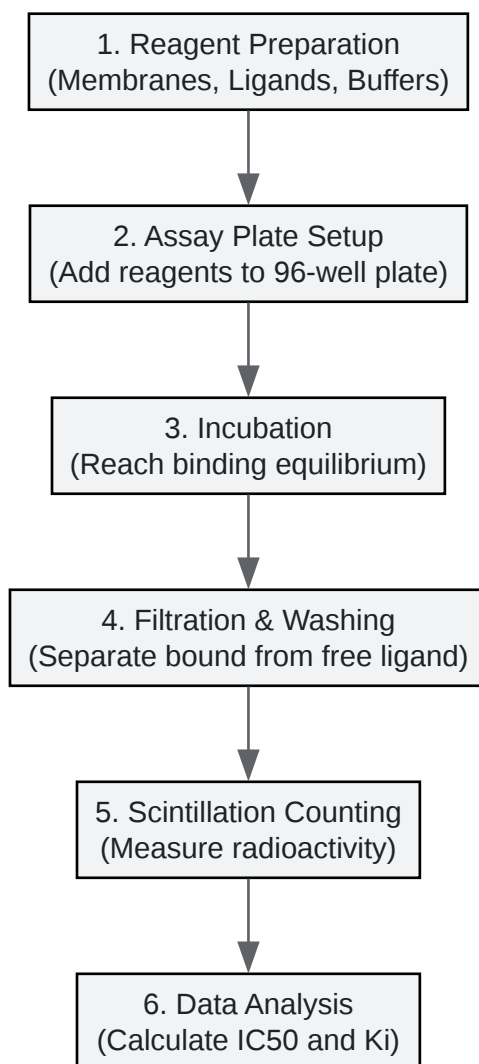 1. Reagent Preparation
(Membranes, Ligands, Buffers)
2. Assay Plate Setup
(Add reagents to 96-well plate)
3. Incubation
(Reach binding equilibrium)
4. Filtration & Washing
(Separate bound from free ligand)
5. Scintillation Counting
(Measure radioactivity)
6. Data Analysis
(Calculate IC50 and Ki)